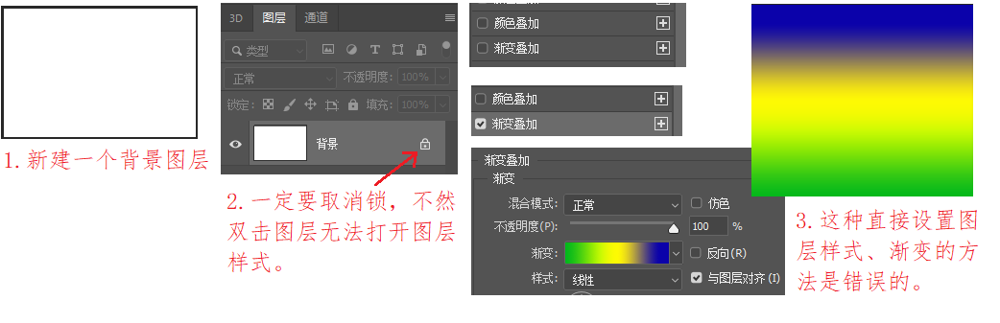 1.新建一个背景图层
3D 图层 通道
类型
正常 不透明度: 100%
锁定: 填充: 100%
背景
2.一定要取消锁，不然
双击图层无法打开图层
样式。
颜色叠加
渐变叠加
颜色叠加
渐变叠加
渐变叠加
渐变
混合模式: 正常 仿色
不透明度(P): 100 %
渐变: 反向(R)
样式: 线性 与图层对齐(I)
3.这种直接设置图
层样式、渐变的方
法是错误的。